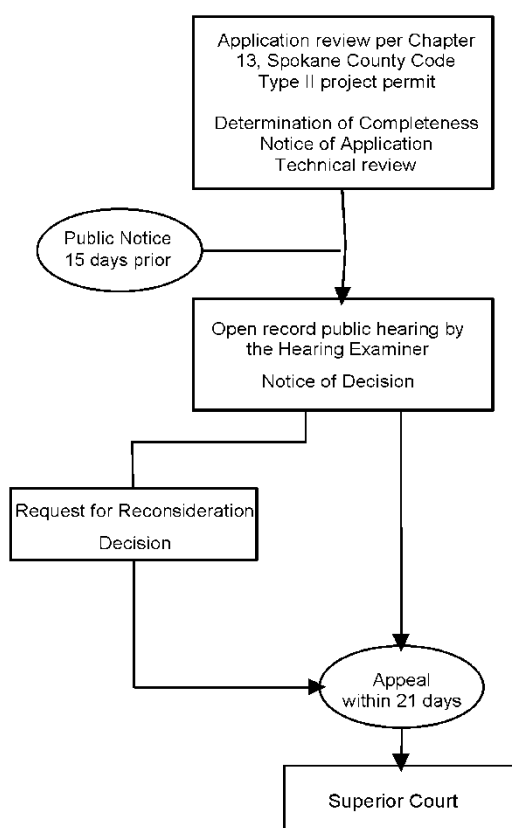 Application review per Chapter
13, Spokane County Code
Type II project permit
Determination of Completeness
Notice of Application
Technical review
Public Notice
15 days prior
Open record public hearing by
the Hearing Examiner
Notice of Decision
Request for Reconsideration
Decision
Appeal
within 21 days
Superior Court